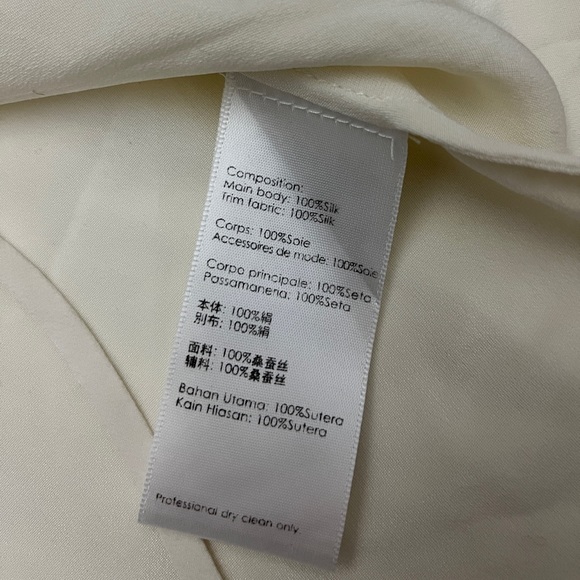 Composition:
Main body: 100%Silk
Trim fabric: 100%Silk
Corps: 100%Soie
Accessoires de mode: 100%Soie
Corpo principale: 100%Seta
Passamaneria: 100%Seta
本体: 100%絹
別布: 100%絹
面料: 100%桑蚕丝
辅料: 100%桑蚕丝
Bahan Utama: 100%Sutera
Kain Hiasan: 100%Sutera
Professional dry clean only